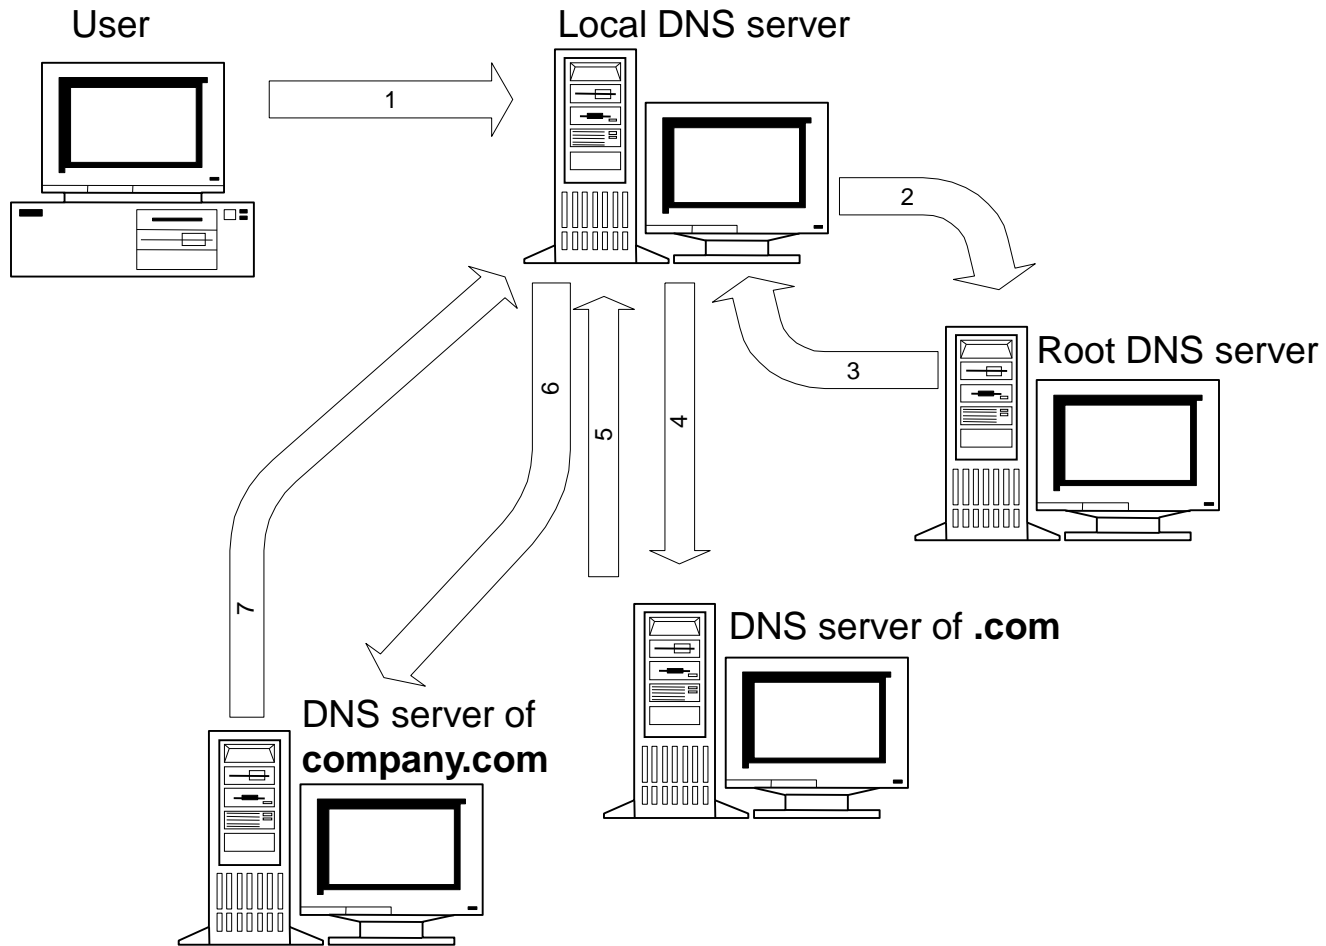 User
Local DNS server
1
2
Root DNS server
3
6
5
4
7
DNS server of .com
DNS server of
company.com